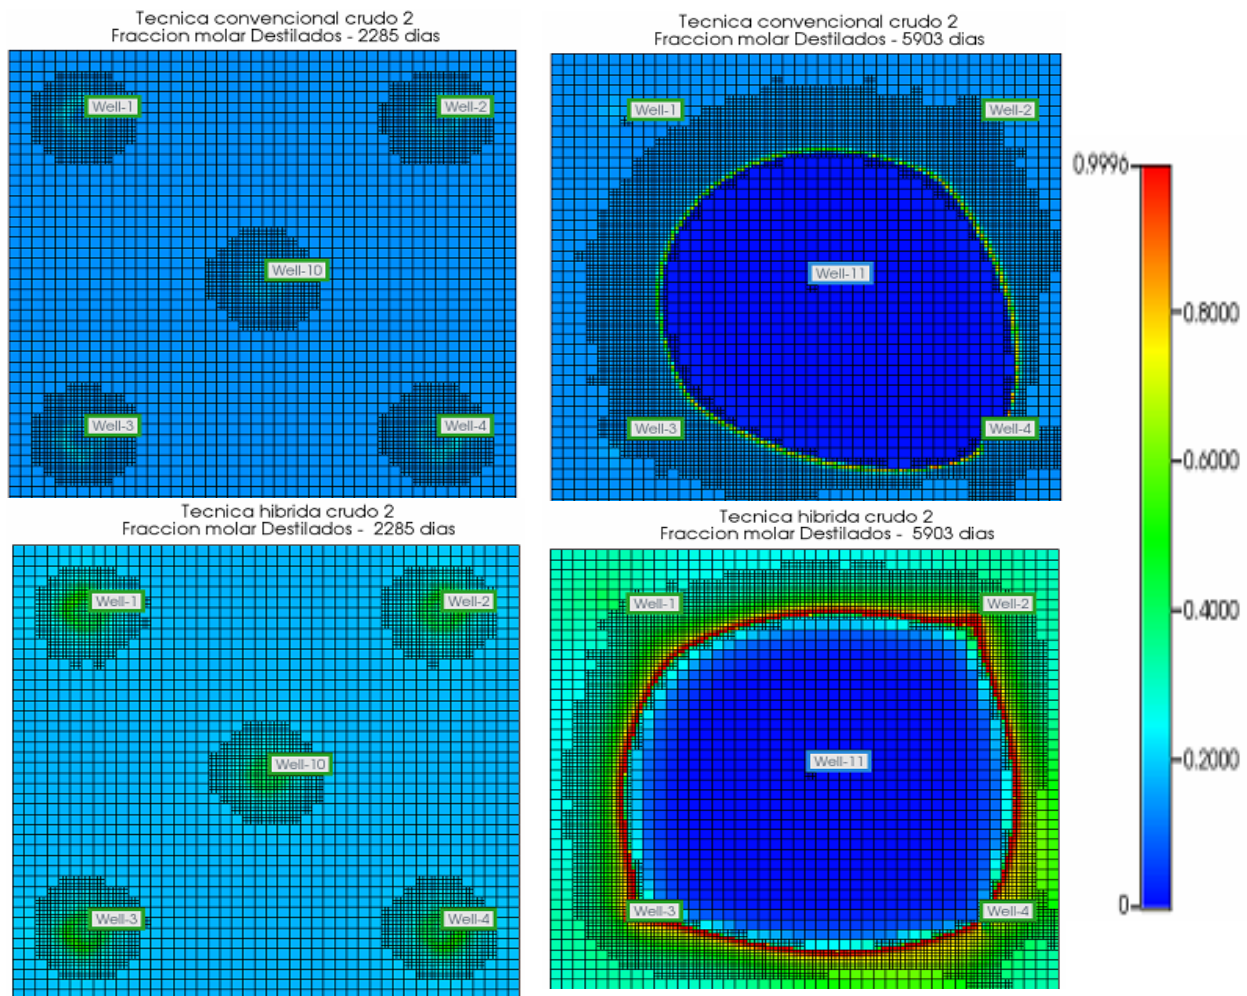 Tecnica convencional crudo 2
Fraccion molar Destilados - 2285 dias
Well-1
Well-2
Well-10
Well-3
Well-4
Tecnica convencional crudo 2
Fraccion molar Destilados - 5903 dias
Well-1
Well-2
Well-11
Well-3
Well-4
Tecnica hibrida crudo 2
Fraccion molar Destilados - 2285 dias
Well-1
Well-2
Well-10
Well-3
Well-4
Tecnica hibrida crudo 2
Fraccion molar Destilados - 5903 dias
Well-1
Well-2
Well-11
Well-3
Well-4
0.9996
0.8000
0.6000
0.4000
0.2000
0